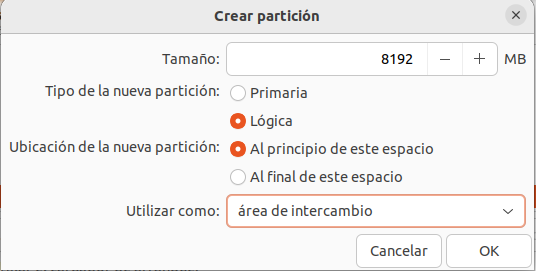 Crear partición
Tamaño: 8192 MB
Tipo de la nueva partición: Primaria
Lógica
Ubicación de la nueva partición: Al principio de este espacio
Al final de este espacio
Utilizar como: área de intercambio
Cancelar OK